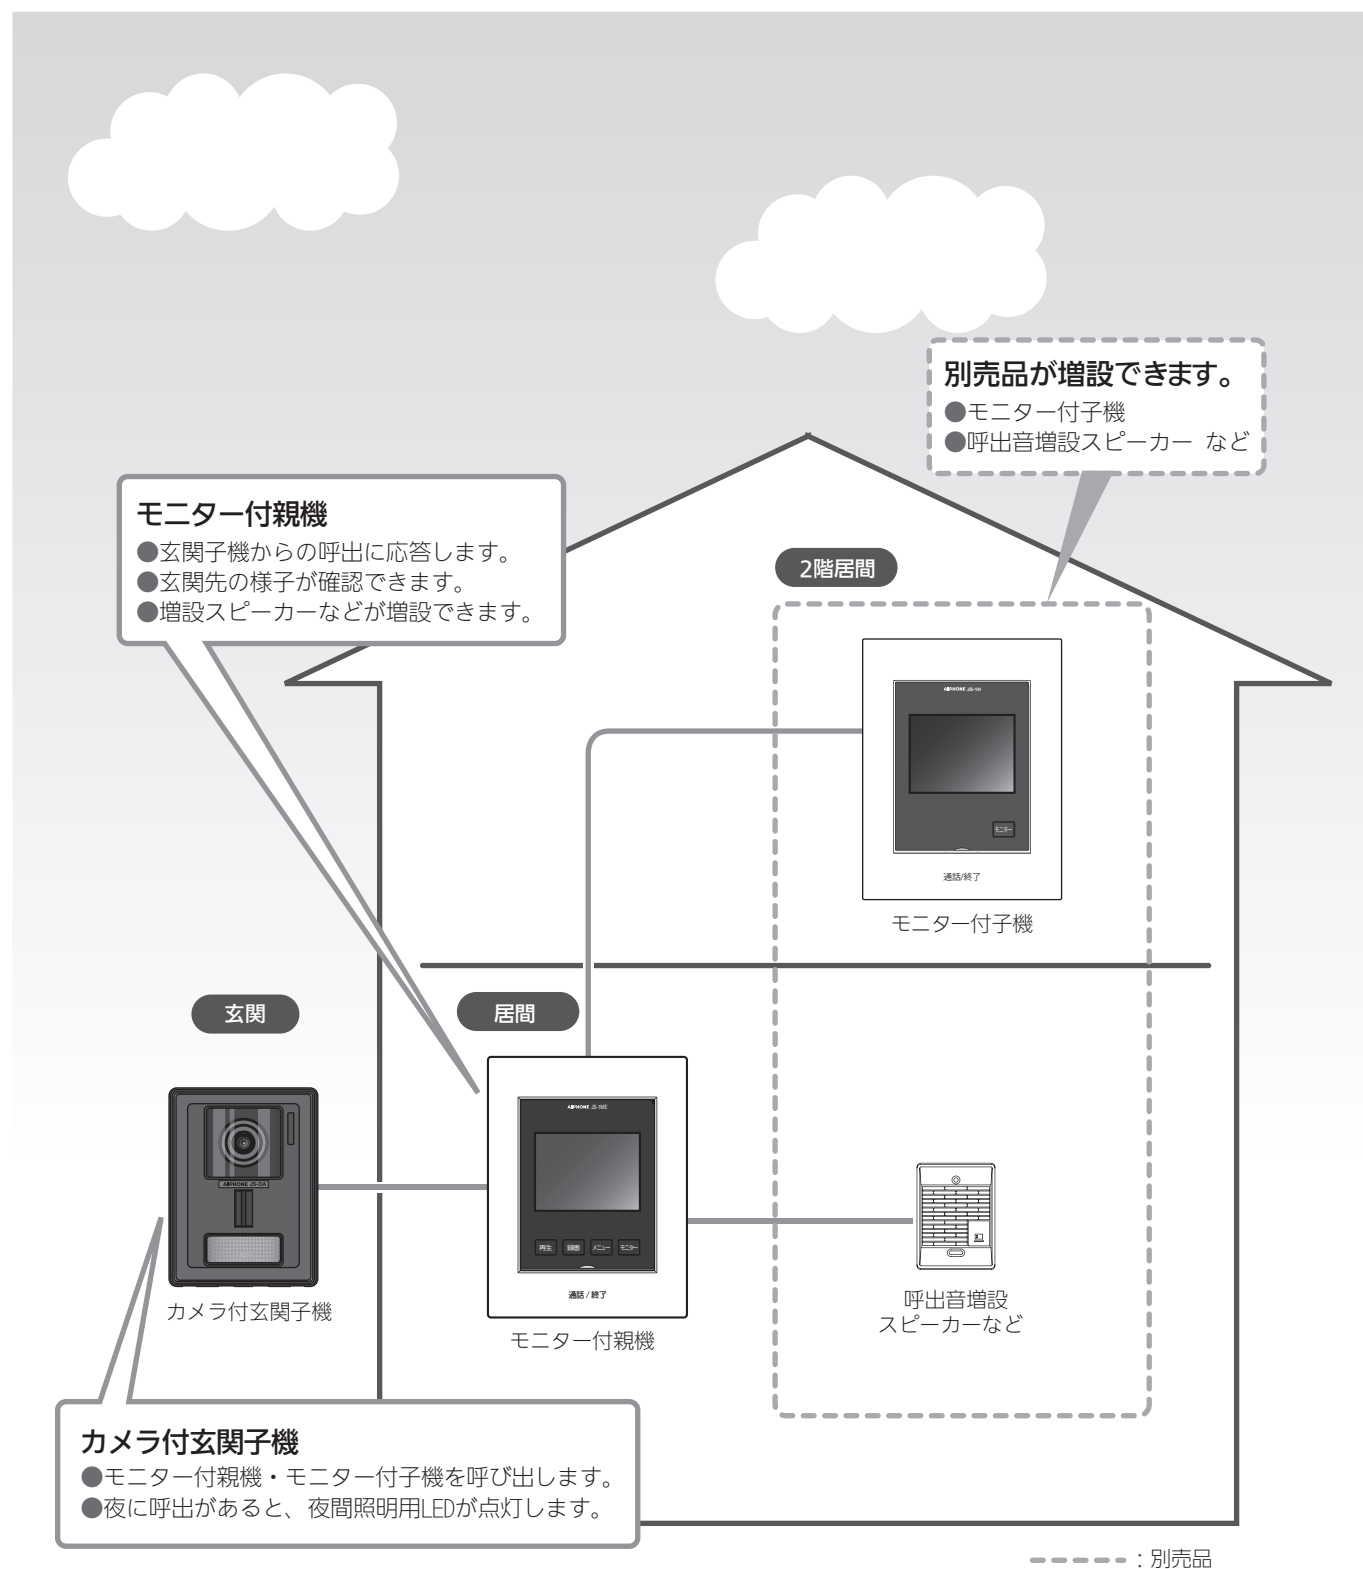 別売品が増設できます。
●モニター付子機
●呼出音増設スピーカー など
モニター付親機
●玄関子機からの呼出に応答します。
●玄関先の様子が確認できます。
●増設スピーカーなどが増設できます。
2階居間
AIPHONE JS-1H
モニター
通話/終了
モニター付子機
玄関
居間
AIPHONE JS-1ME
AIPHONE JS-DA
再生 録画 メニュー モニター
通話/終了
カメラ付玄関子機
モニター付親機
呼出音増設
スピーカーなど
カメラ付玄関子機
●モニター付親機・モニター付子機を呼び出します。
●夜に呼出があると、夜間照明用LEDが点灯します。
：別売品